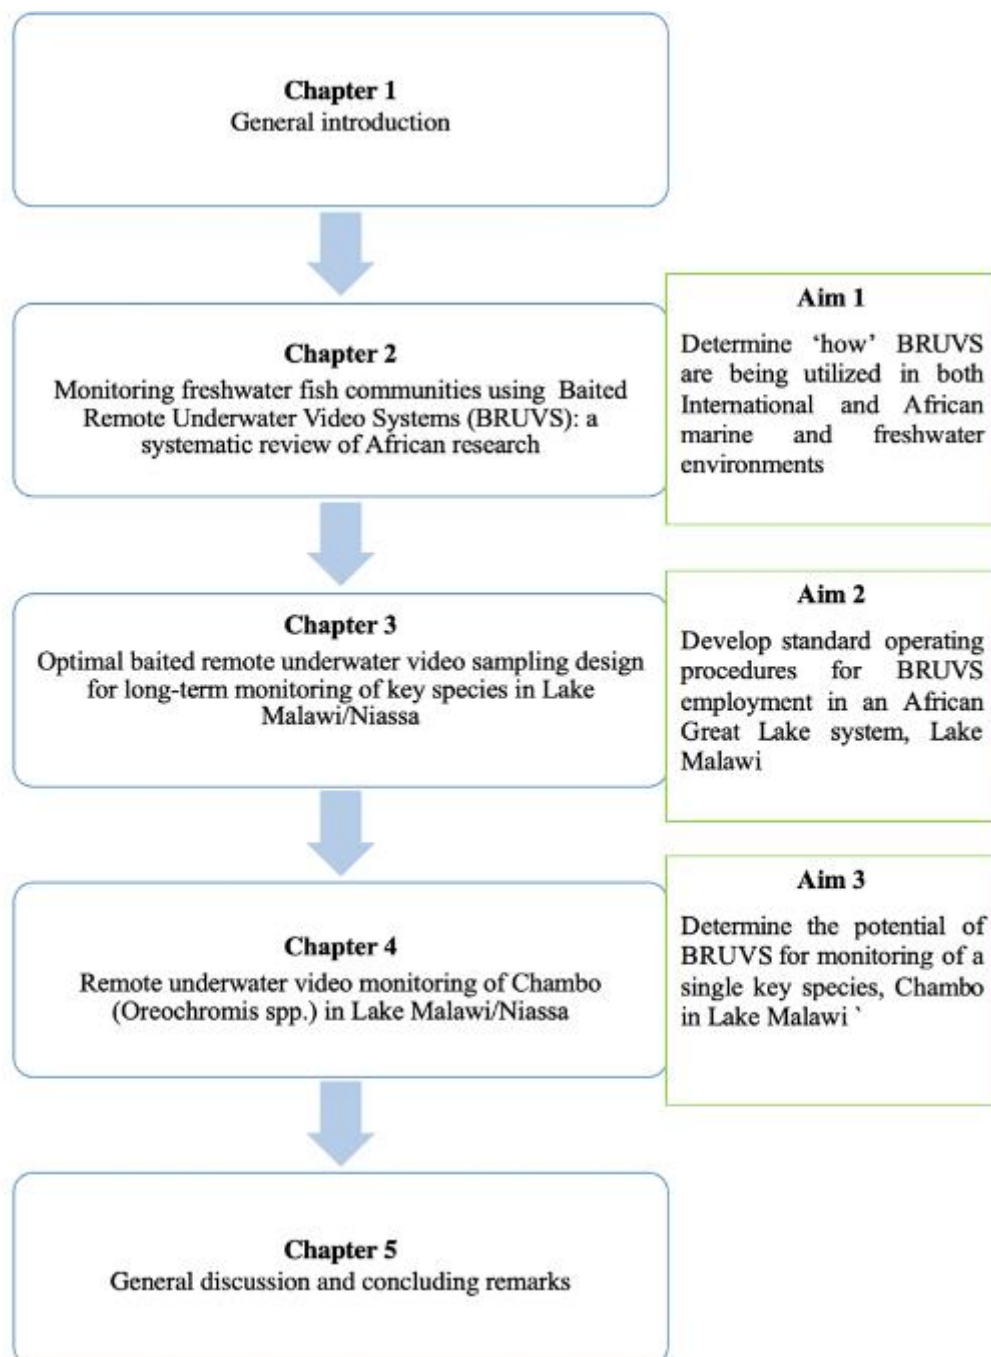 Chapter 1
General introduction
Chapter 2
Monitoring freshwater fish communities using Baited
Remote Underwater Video Systems (BRUVS): a
systematic review of African research
Aim 1
Determine ‘how’ BRUVS
are being utilized in both
International and African
marine and freshwater
environments
Chapter 3
Optimal baited remote underwater video sampling design
for long-term monitoring of key species in Lake
Malawi/Niassa
Aim 2
Develop standard operating
procedures for BRUVS
employment in an African
Great Lake system, Lake
Malawi
Chapter 4
Remote underwater video monitoring of Chambo
(Oreochromis spp.) in Lake Malawi/Niassa
Aim 3
Determine the potential of
BRUVS for monitoring of a
single key species, Chambo
in Lake Malawi `
Chapter 5
General discussion and concluding remarks